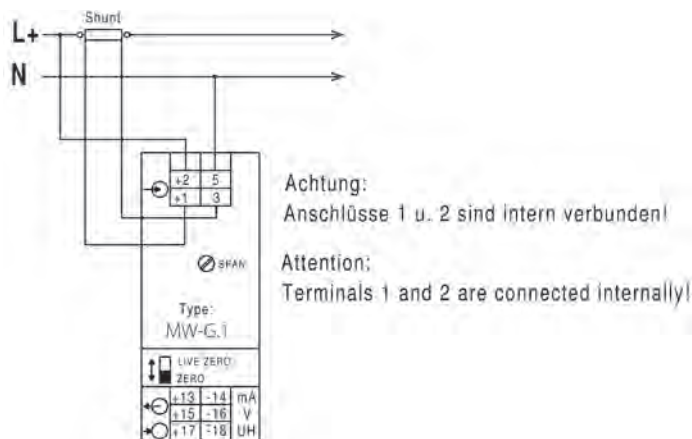 Shunt
L+
N
+2 5
+1 3
Achtung:
Anschlüsse 1 u. 2 sind intern verbunden!
SPAN
Attention:
Terminals 1 and 2 are connected internally!
Type:
MW-G.1
LIVE ZERO
ZERO
+13 -14 mA
+15 -16 V
+17 -18 UH